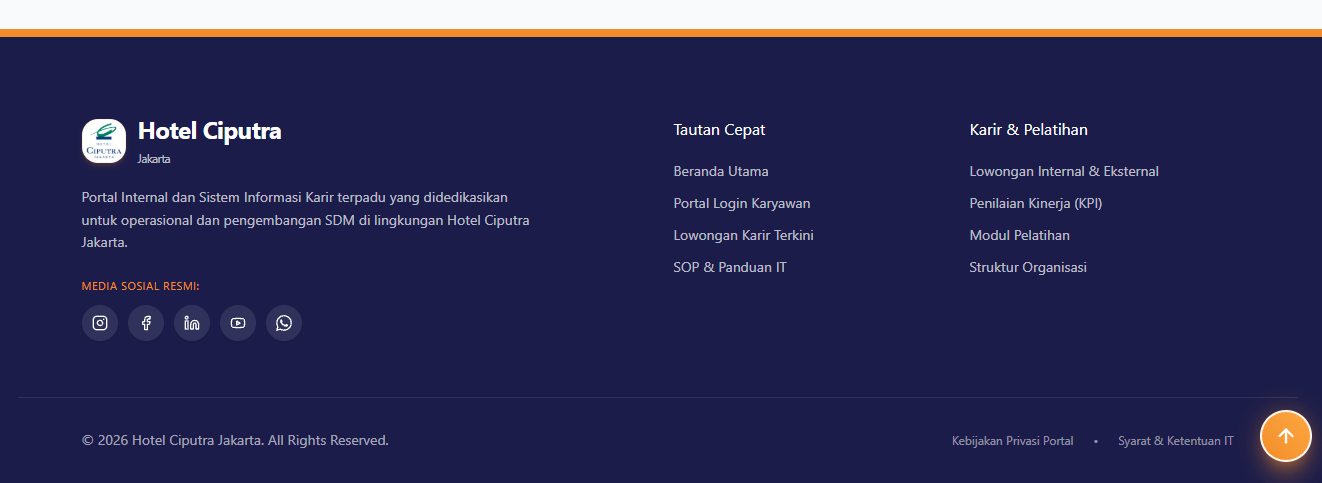 Hotel Ciputra
Jakarta
HOTEL
CIPUTRA
JAKARTA
Portal Internal dan Sistem Informasi Karir terpadu yang didedikasikan
untuk operasional dan pengembangan SDM di lingkungan Hotel Ciputra
Jakarta.
MEDIA SOSIAL RESMI:
Tautan Cepat
Beranda Utama
Portal Login Karyawan
Lowongan Karir Terkini
SOP & Panduan IT
Karir & Pelatihan
Lowongan Internal & Eksternal
Penilaian Kinerja (KPI)
Modul Pelatihan
Struktur Organisasi
© 2026 Hotel Ciputra Jakarta. All Rights Reserved.
Kebijakan Privasi Portal • Syarat & Ketentuan IT